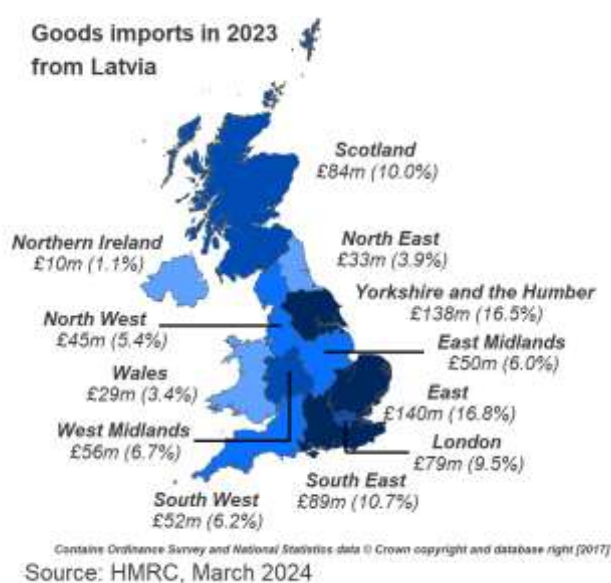 Goods imports in 2023
from Latvia
Scotland
£84m (10.0%)
Northern Ireland
£10m (1.1%)
North East
£33m (3.9%)
Yorkshire and the Humber
£138m (16.5%)
North West
£45m (5.4%)
East Midlands
£50m (6.0%)
Wales
£29m (3.4%)
East
£140m (16.8%)
West Midlands
£56m (6.7%)
London
£79m (9.5%)
South East
£89m (10.7%)
South West
£52m (6.2%)
Contains Ordinance Survey and National Statistics data © Crown copyright and database right [2017]
Source: HMRC, March 2024